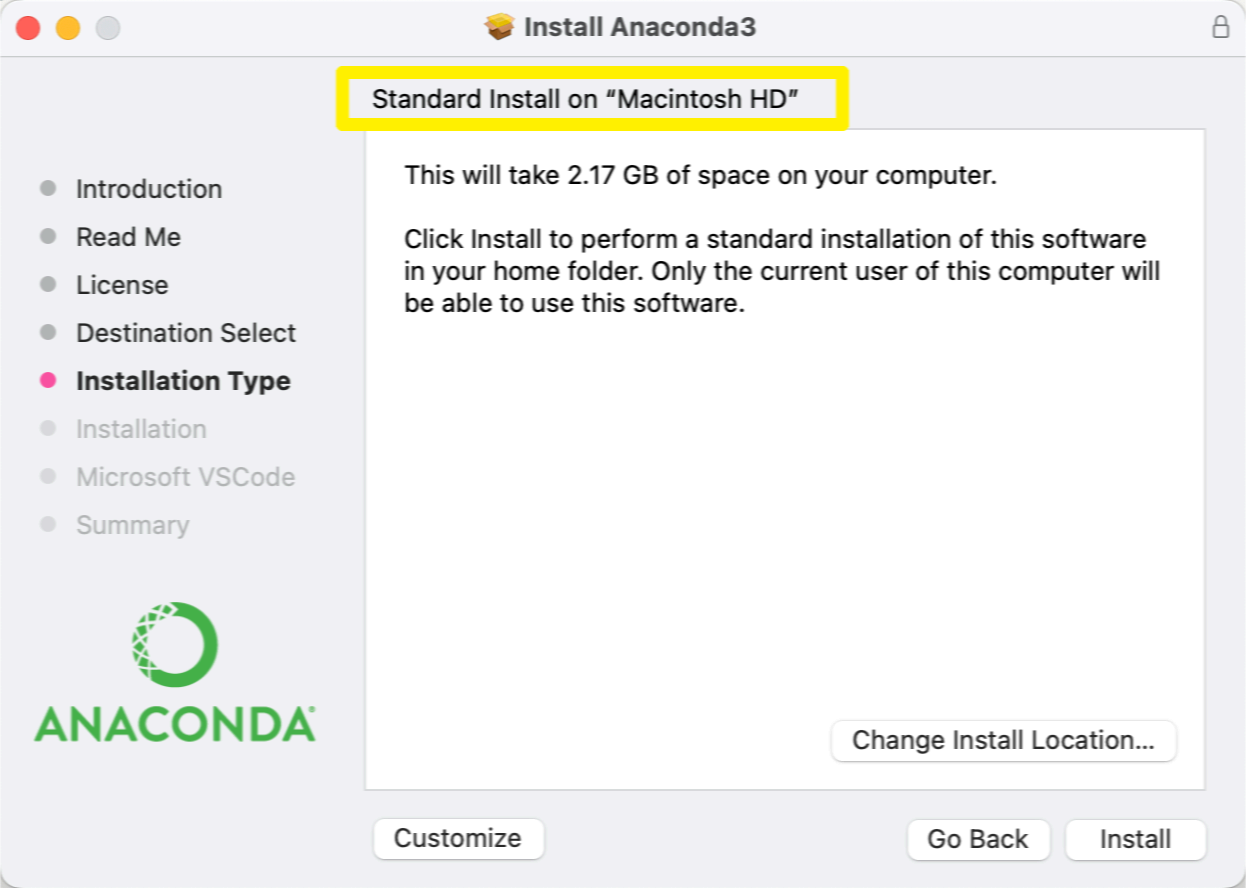 Install Anaconda3
Standard Install on “Macintosh HD”
Introduction
Read Me
License
Destination Select
Installation Type
Installation
Microsoft VSCode
Summary
ANACONDA®
This will take 2.17 GB of space on your computer.
Click Install to perform a standard installation of this software
in your home folder. Only the current user of this computer will
be able to use this software.
Change Install Location...
Customize
Go Back
Install